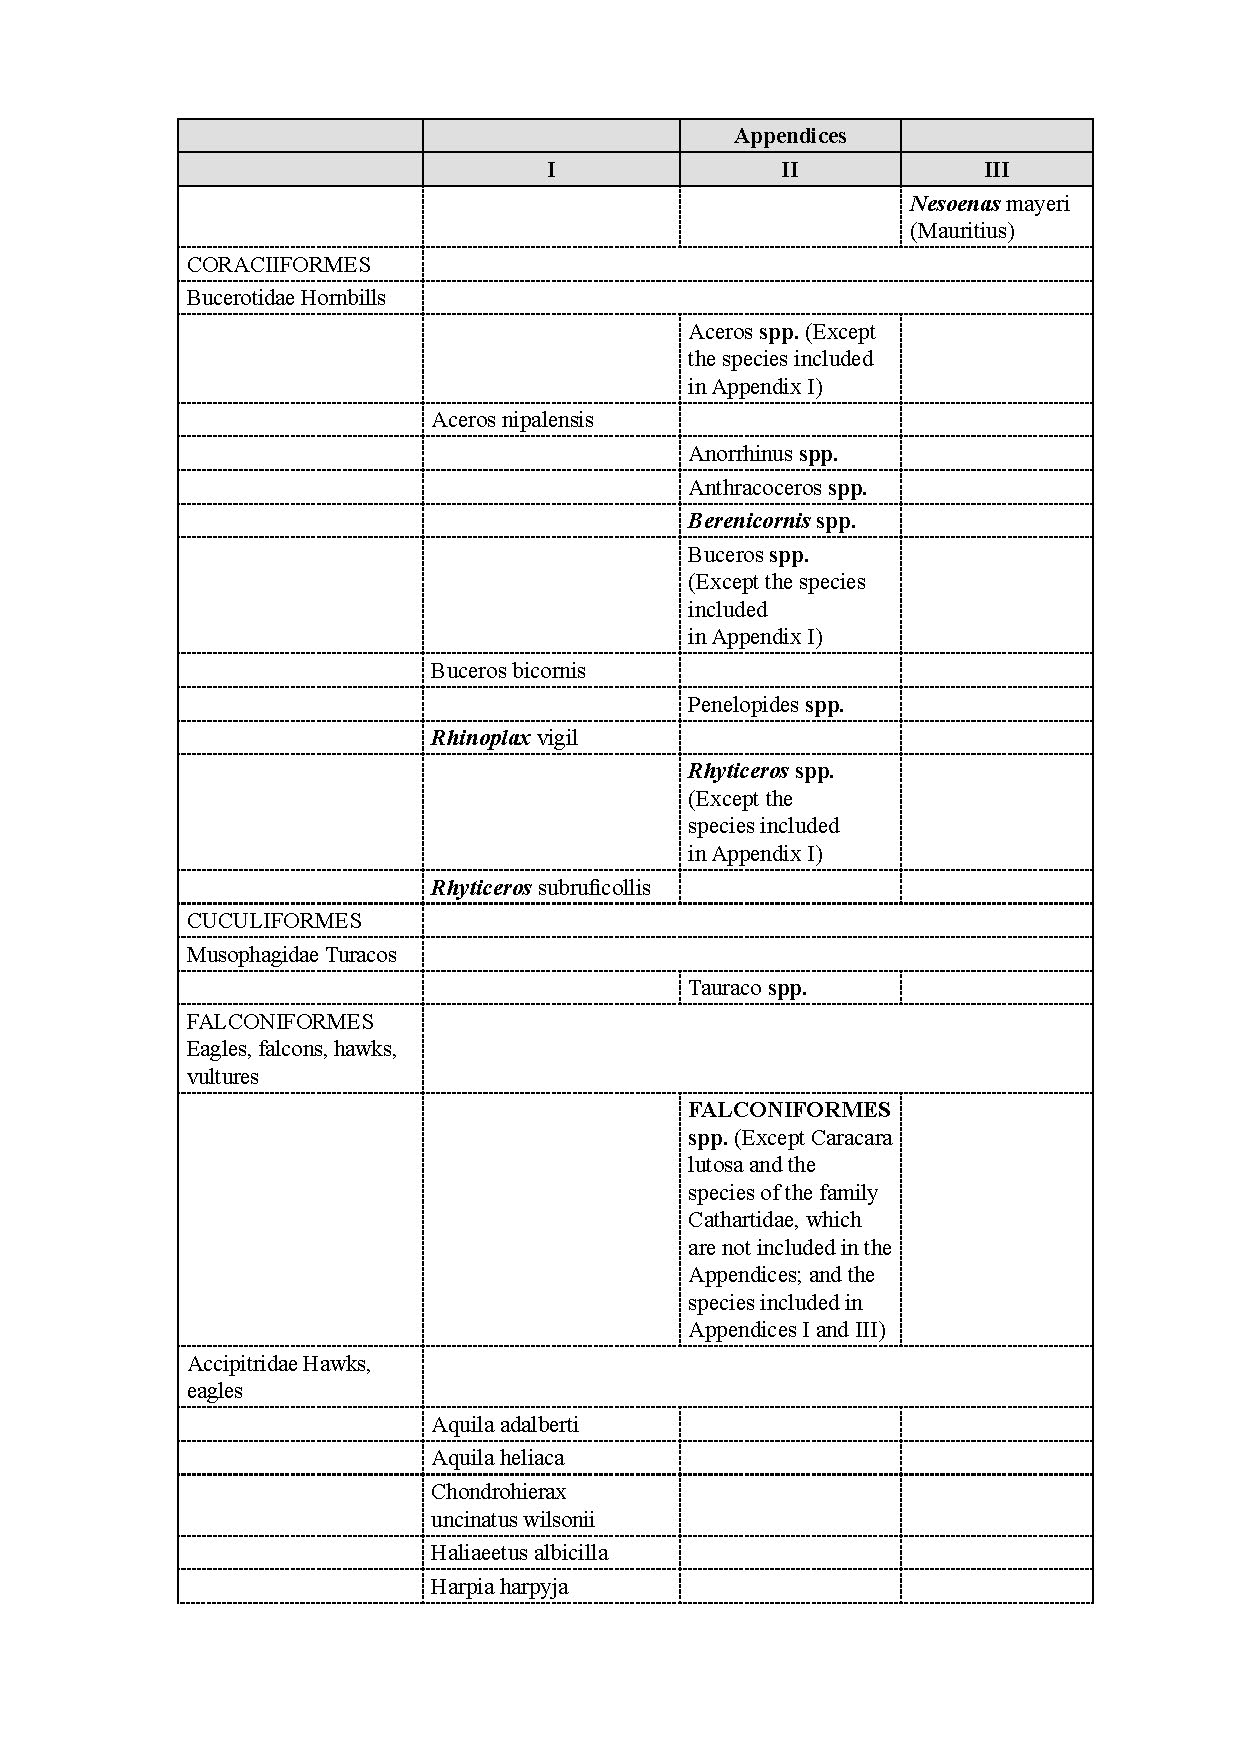 Appendices
I II III
Nesoenas mayeri
(Mauritius)
CORACIIFORMES
Bucerotidae Hornbills
Aceros spp. (Except
the species included
in Appendix I)
Aceros nipalensis
Anorrhinus spp.
Anthracoceros spp.
Berenicornis spp.
Buceros spp.
(Except the species
included
in Appendix I)
Buceros bicornis
Penelopides spp.
Rhinoplax vigil
Rhyticeros spp.
(Except the
species included
in Appendix I)
Rhyticeros subruficollis
CUCULIFORMES
Musophagidae Turacos
Tauraco spp.
FALCONIFORMES
Eagles, falcons, hawks,
vultures
FALCONIFORMES
spp. (Except Caracara
lutosa and the
species of the family
Cathartidae, which
are not included in the
Appendices; and the
species included in
Appendices I and III)
Accipitridae Hawks,
eagles
Aquila adalberti
Aquila heliaca
Chondrohierax
uncinatus wilsonii
Haliaeetus albicilla
Harpia harpyja